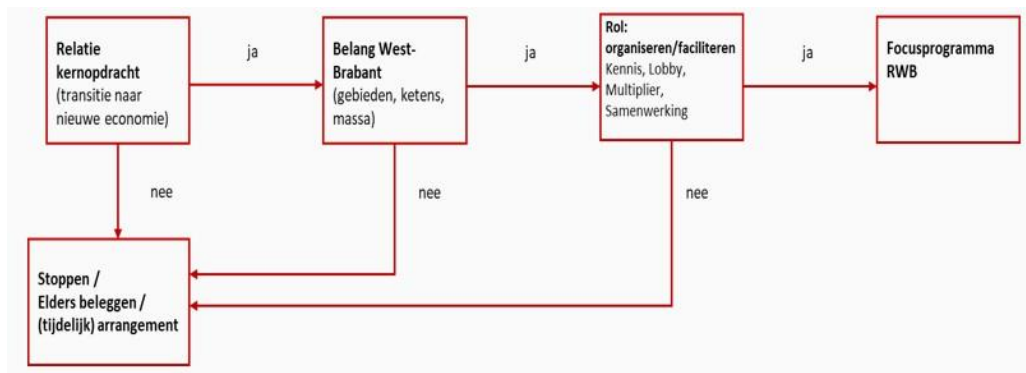 Relatie
kernopdracht
(transitie naar
nieuwe economie)
ja
Belang West-
Brabant
(gebieden, ketens,
massa)
ja
Rol:
organiseren/faciliteren
Kennis, Lobby,
Multiplier,
Samenwerking
ja
Focusprogramma
RWB
nee
nee
nee
Stoppen /
Elders beleggen /
(tijdelijk) arrangement